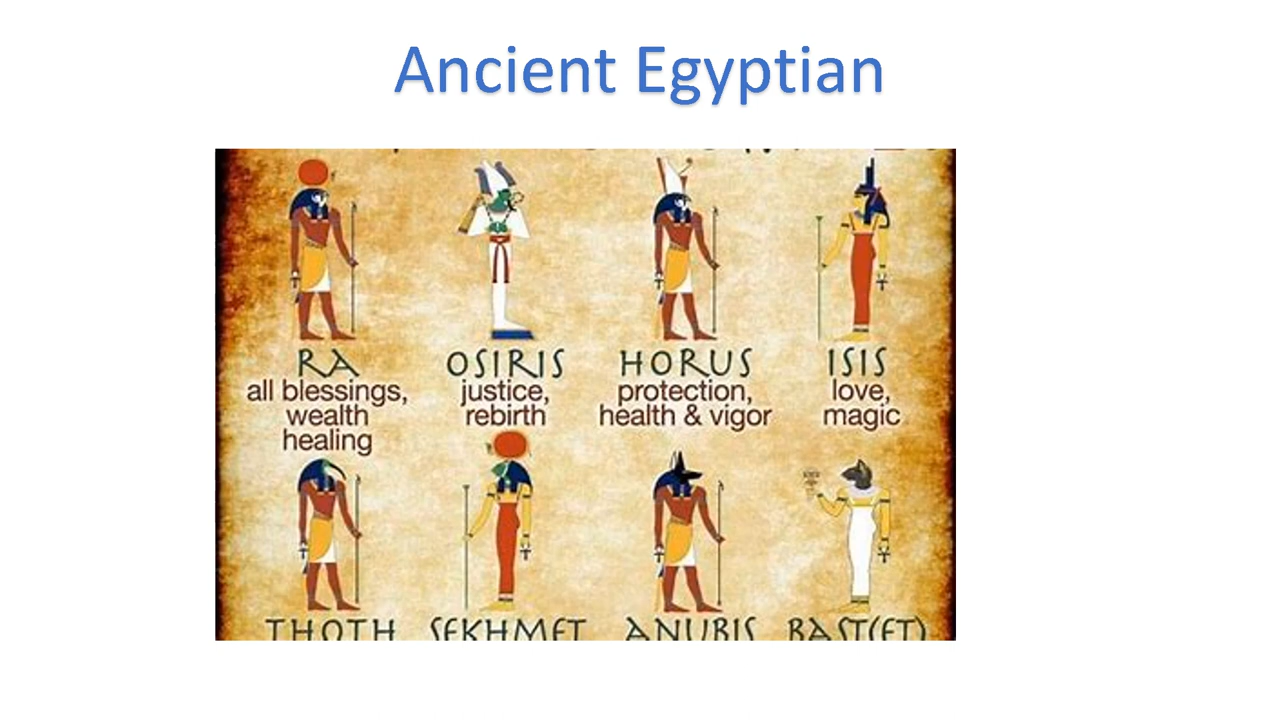 Ancient Egyptian
RA OSIRIS HORUS ISIS
all blessings, justice, protection, love,
wealth rebirth health & vigor magic
healing
THOTH SEKHMET ANUBIS BAST(ET)